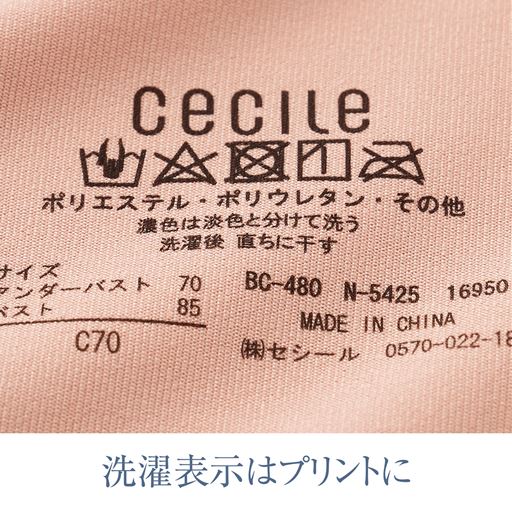 cecile
ポリエステル・ポリウレタン・その他
濃色は淡色と分けて洗う
洗濯後 直ちに干す
サイズ
アンダーバスト 70
バスト 85
C70
BC-480 N-5425 16950
MADE IN CHINA
㈱セシール 0570-022-18
洗濯表示はプリントに